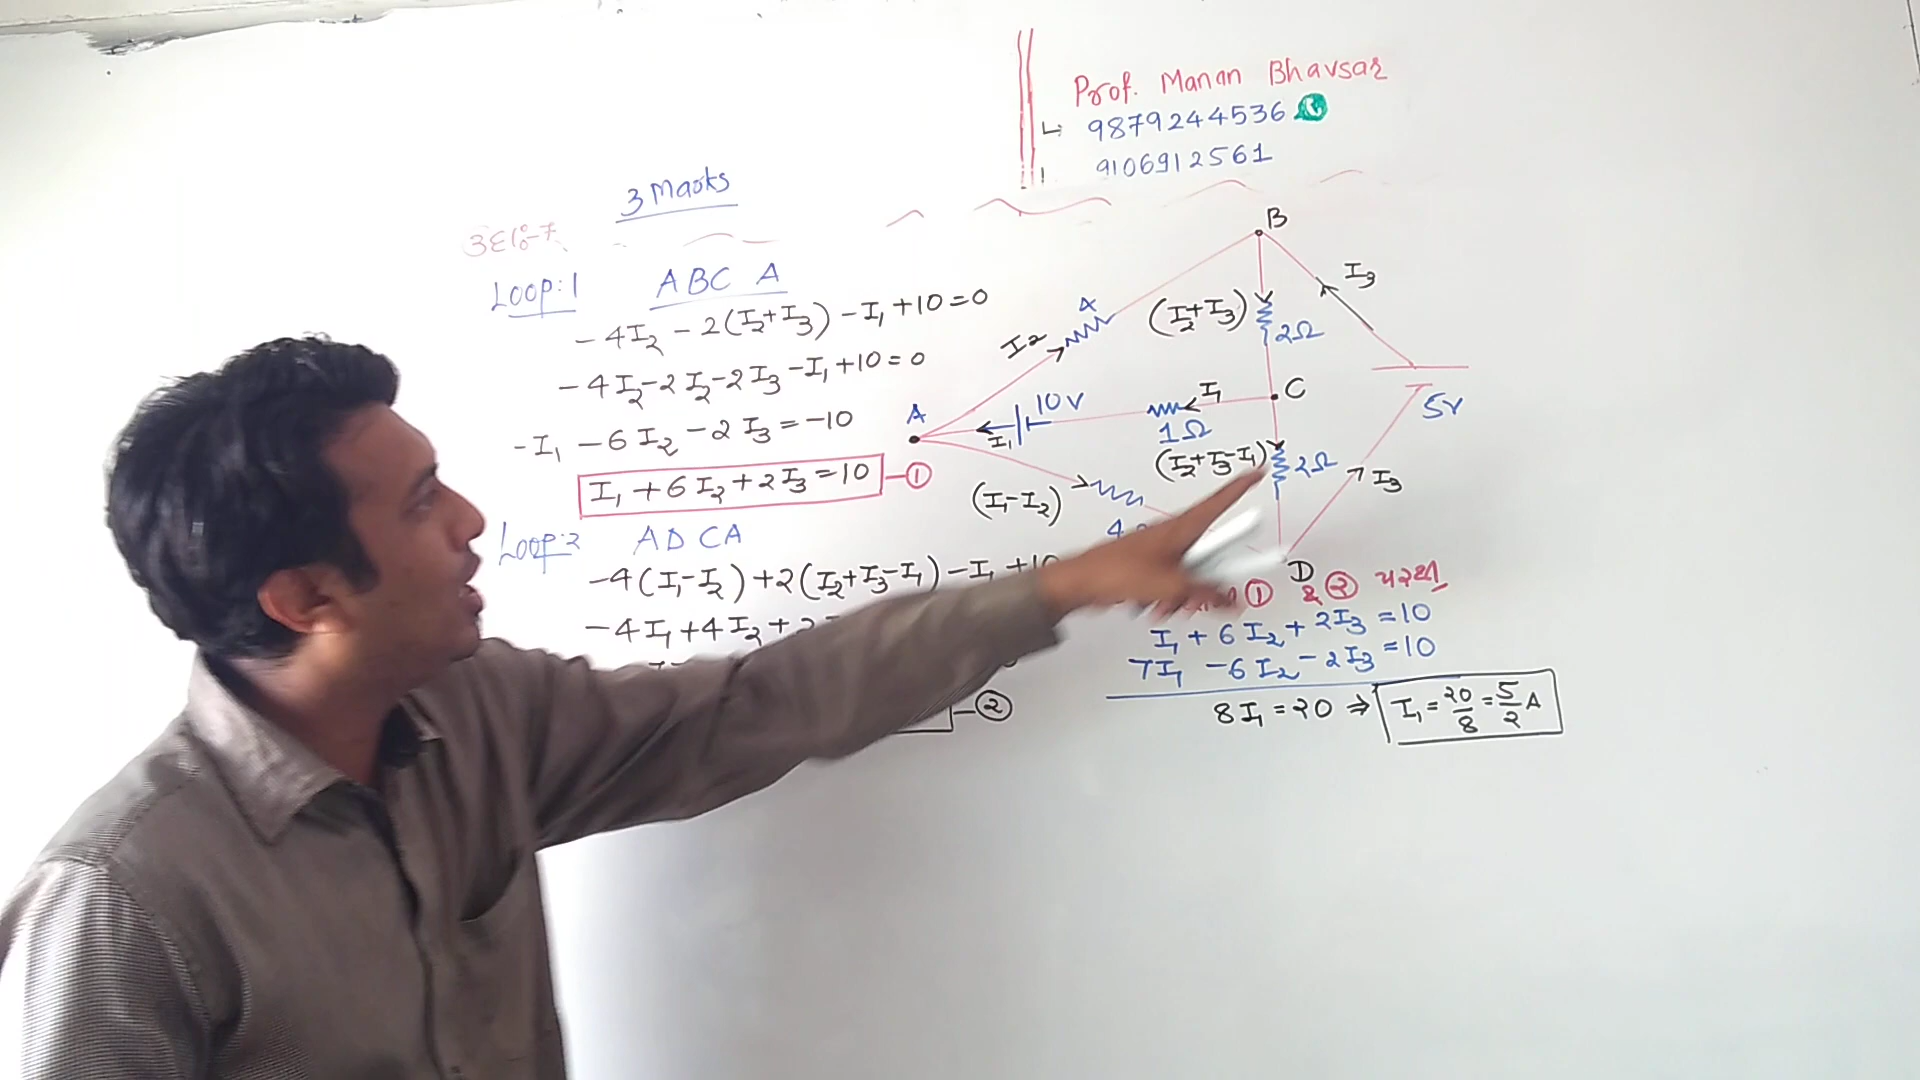 Prof. Manan Bhavsar
9879244536
9106912561
3 Marks
Loop:1 ABC A
-4I₂ - 2(I₂+I₃) - I₁ + 10 = 0
-4I₂ - 2I₂ - 2I₃ - I₁ + 10 = 0
-I₁ - 6I₂ - 2I₃ = -10
I₁ + 6I₂ + 2I₃ = 10 — ①
Loop:2 ADCA
-4(I₁-I₂) + 2(I₂+I₃-I₁) - I₁ + 10
-4I₁ + 4I₂ +
— ②
B
I₃
4
(I₂+I₃)
2Ω
I2
A
10V
I₁
I₁
C
1Ω
5V
(I₂+I₃-I₁)
2Ω
I₃
(I₁-I₂)
4
D
① & ② પરથી
I₁ + 6I₂ + 2I₃ = 10
7I₁ - 6I₂ - 2I₃ = 10
8I₁ = 20 ⇒ I₁ = 20/8 = 5/2 A